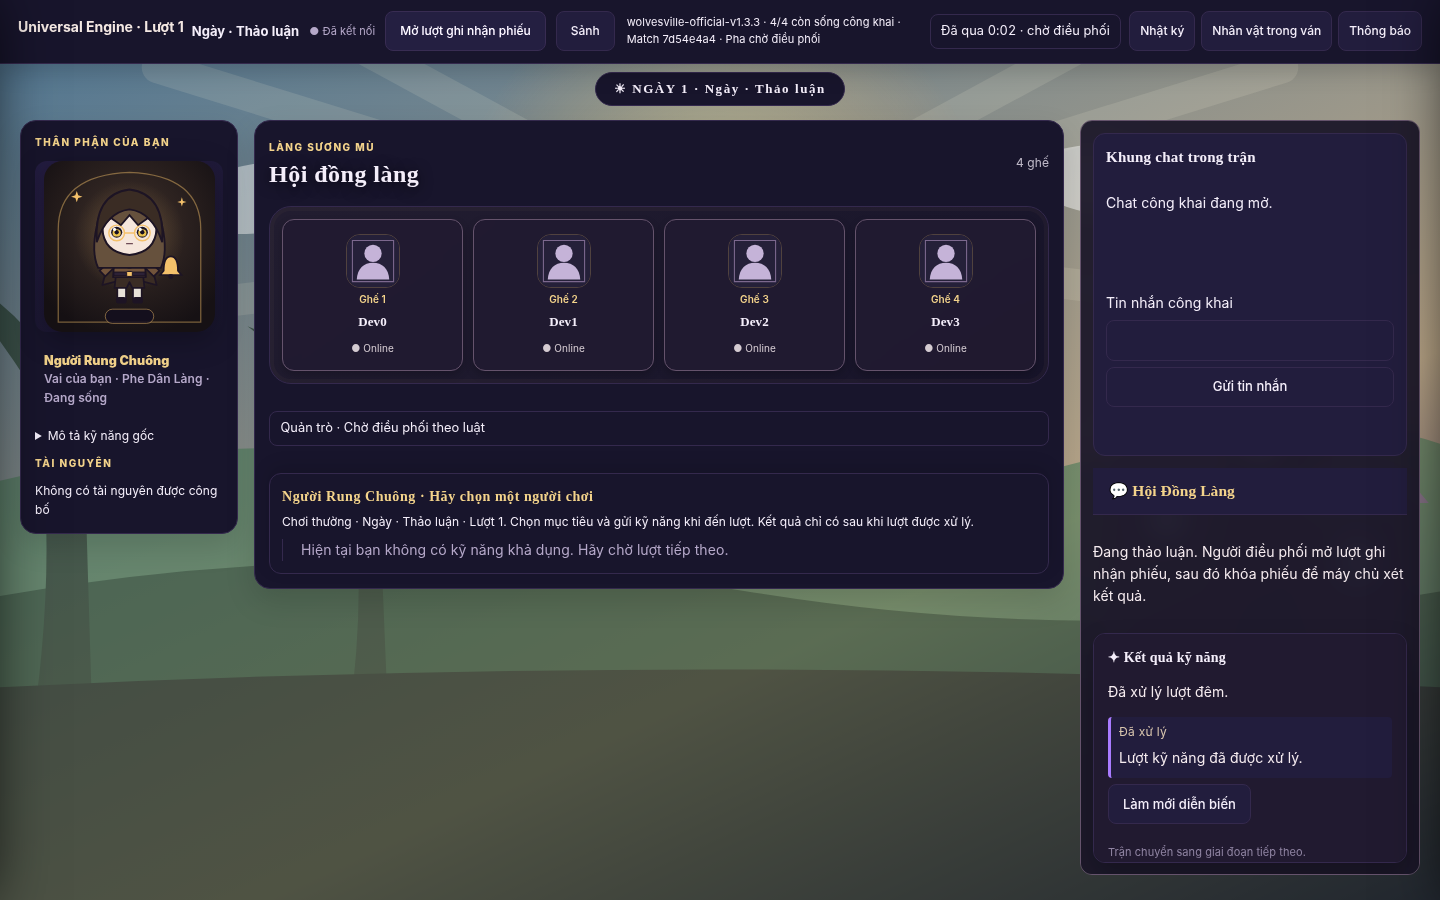 Universal Engine · Lượt 1
Ngày · Thảo luận
Đã kết nối
Mở lượt ghi nhận phiếu
Sảnh
wolvesville-official-v1.3.3 · 4/4 còn sống công khai ·
Match 7d54e4a4 · Pha chờ điều phối
Đã qua 0:02 · chờ điều phối
Nhật ký
Nhân vật trong ván
Thông báo
☀ NGÀY 1 · Ngày · Thảo luận
THÂN PHẬN CỦA BẠN
Người Rung Chuông
Vai của bạn · Phe Dân Làng ·
Đang sống
Mô tả kỹ năng gốc
TÀI NGUYÊN
Không có tài nguyên được công
bố
LÀNG SƯƠNG MÙ
Hội đồng làng
4 ghế
Ghế 1
Dev0
Online
Ghế 2
Dev1
Online
Ghế 3
Dev2
Online
Ghế 4
Dev3
Online
Quản trò · Chờ điều phối theo luật
Người Rung Chuông · Hãy chọn một người chơi
Chơi thường · Ngày · Thảo luận · Lượt 1. Chọn mục tiêu và gửi kỹ năng khi đến lượt. Kết quả chỉ có sau khi lượt được xử lý.
Hiện tại bạn không có kỹ năng khả dụng. Hãy chờ lượt tiếp theo.
Khung chat trong trận
Chat công khai đang mở.
Tin nhắn công khai
Gửi tin nhắn
💬 Hội Đồng Làng
Đang thảo luận. Người điều phối mở lượt ghi
nhận phiếu, sau đó khóa phiếu để máy chủ xét
kết quả.
✦ Kết quả kỹ năng
Đã xử lý lượt đêm.
Đã xử lý
Lượt kỹ năng đã được xử lý.
Làm mới diễn biến
Trận chuyển sang giai đoạn tiếp theo.